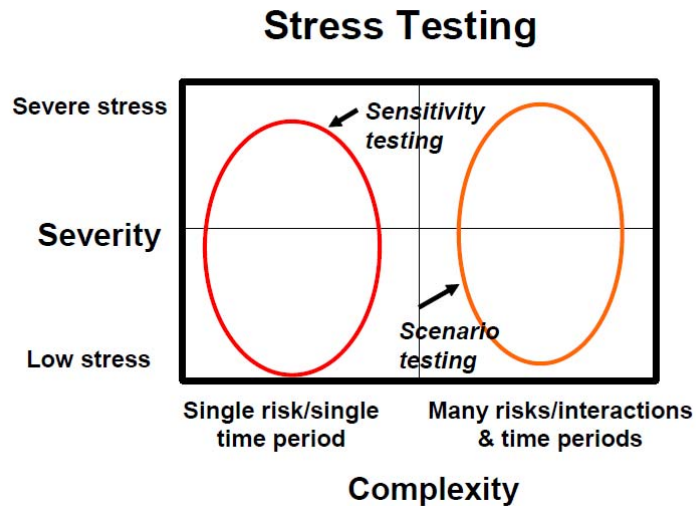 Stress Testing
Severe stress
Sensitivity
testing
Severity
Scenario
testing
Low stress
Single risk/single
time period
Many risks/interactions
& time periods
Complexity